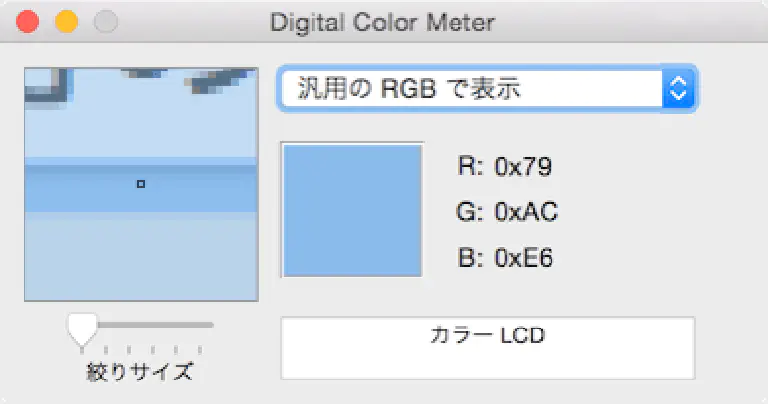 Digital Color Meter
汎用の RGB で表示
R: 0x79
G: 0xAC
B: 0xE6
絞りサイズ
カラー LCD